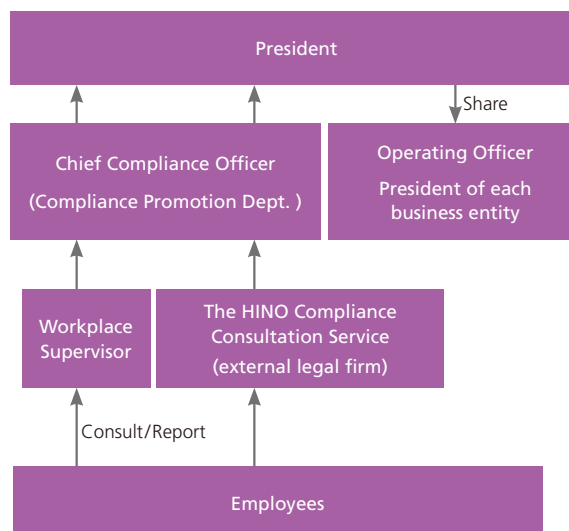 President
Share
Chief Compliance Officer
(Compliance Promotion Dept. )
Operating Officer
President of each
business entity
Workplace
Supervisor
The HINO Compliance
Consultation Service
(external legal firm)
Consult/Report
Employees